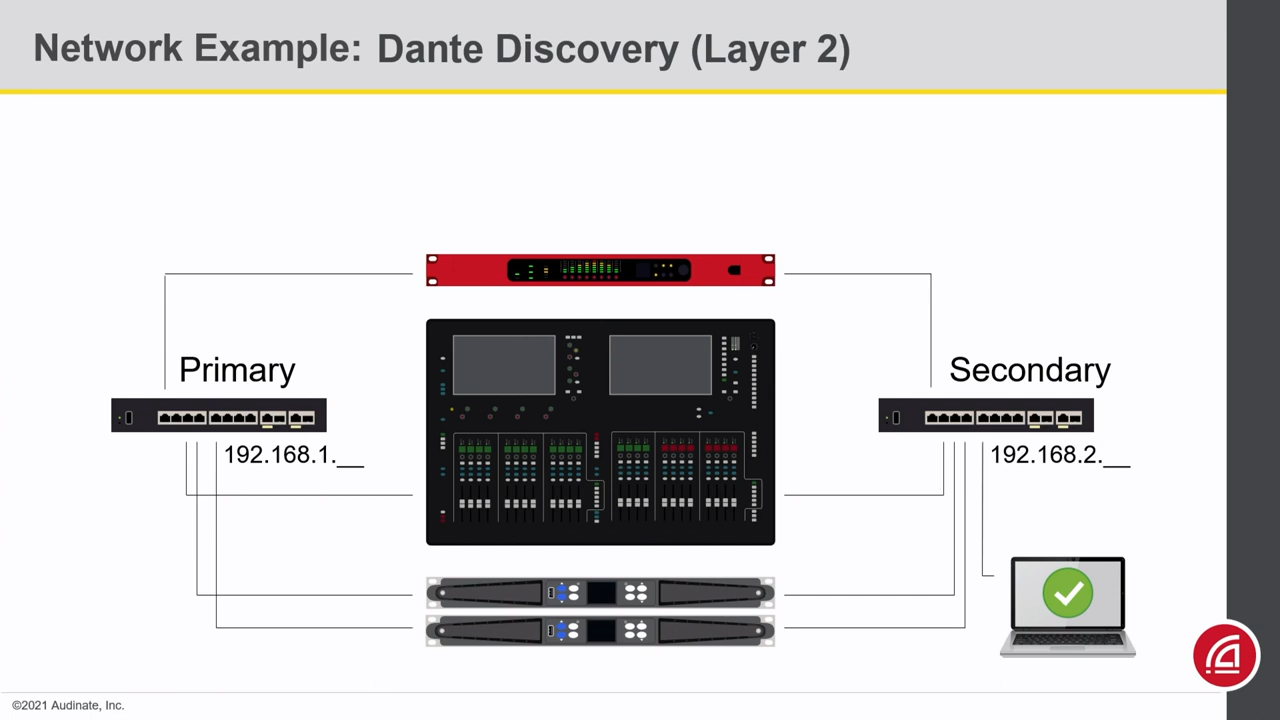 Network Example: Dante Discovery (Layer 2)
Primary
Secondary
192.168.1.__
192.168.2.__
©2021 Audinate, Inc.